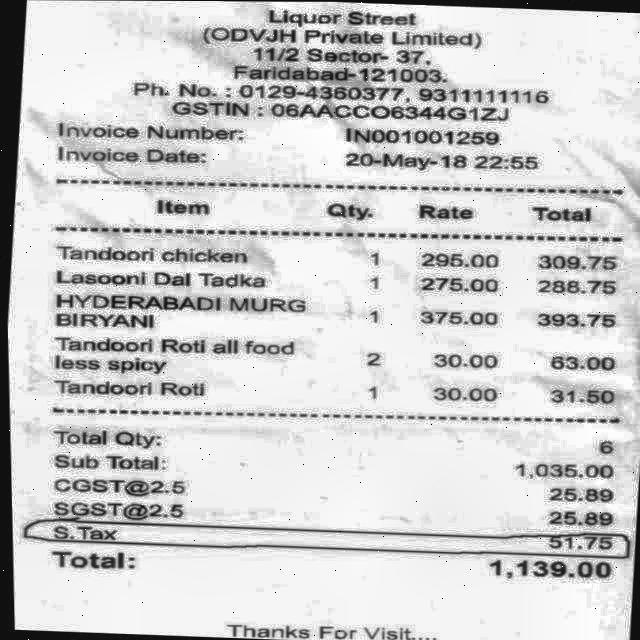 Liquor Street
(ODVJH Private Limited)
11/2 Sector- 37,
Faridabad-121003.
Ph. No. : 0129-4360377, 9311111116
GSTIN : 06AACCO6344G1ZJ
Invoice Number: IN001001259
Invoice Date: 20-May-18 22:55
Item Qty. Rate Total
Tandoori chicken 1 295.00 309.75
Lasooni Dal Tadka 1 275.00 288.75
HYDERABADI MURG
BIRYANI 1 375.00 393.75
Tandoori Roti all food
less spicy 2 30.00 63.00
Tandoori Roti 1 30.00 31.50
Total Qty: 6
Sub Total: 1,035.00
CGST@2.5 25.89
SGST@2.5 25.89
S.Tax 51.75
Total: 1,139.00
Thanks For Visit....